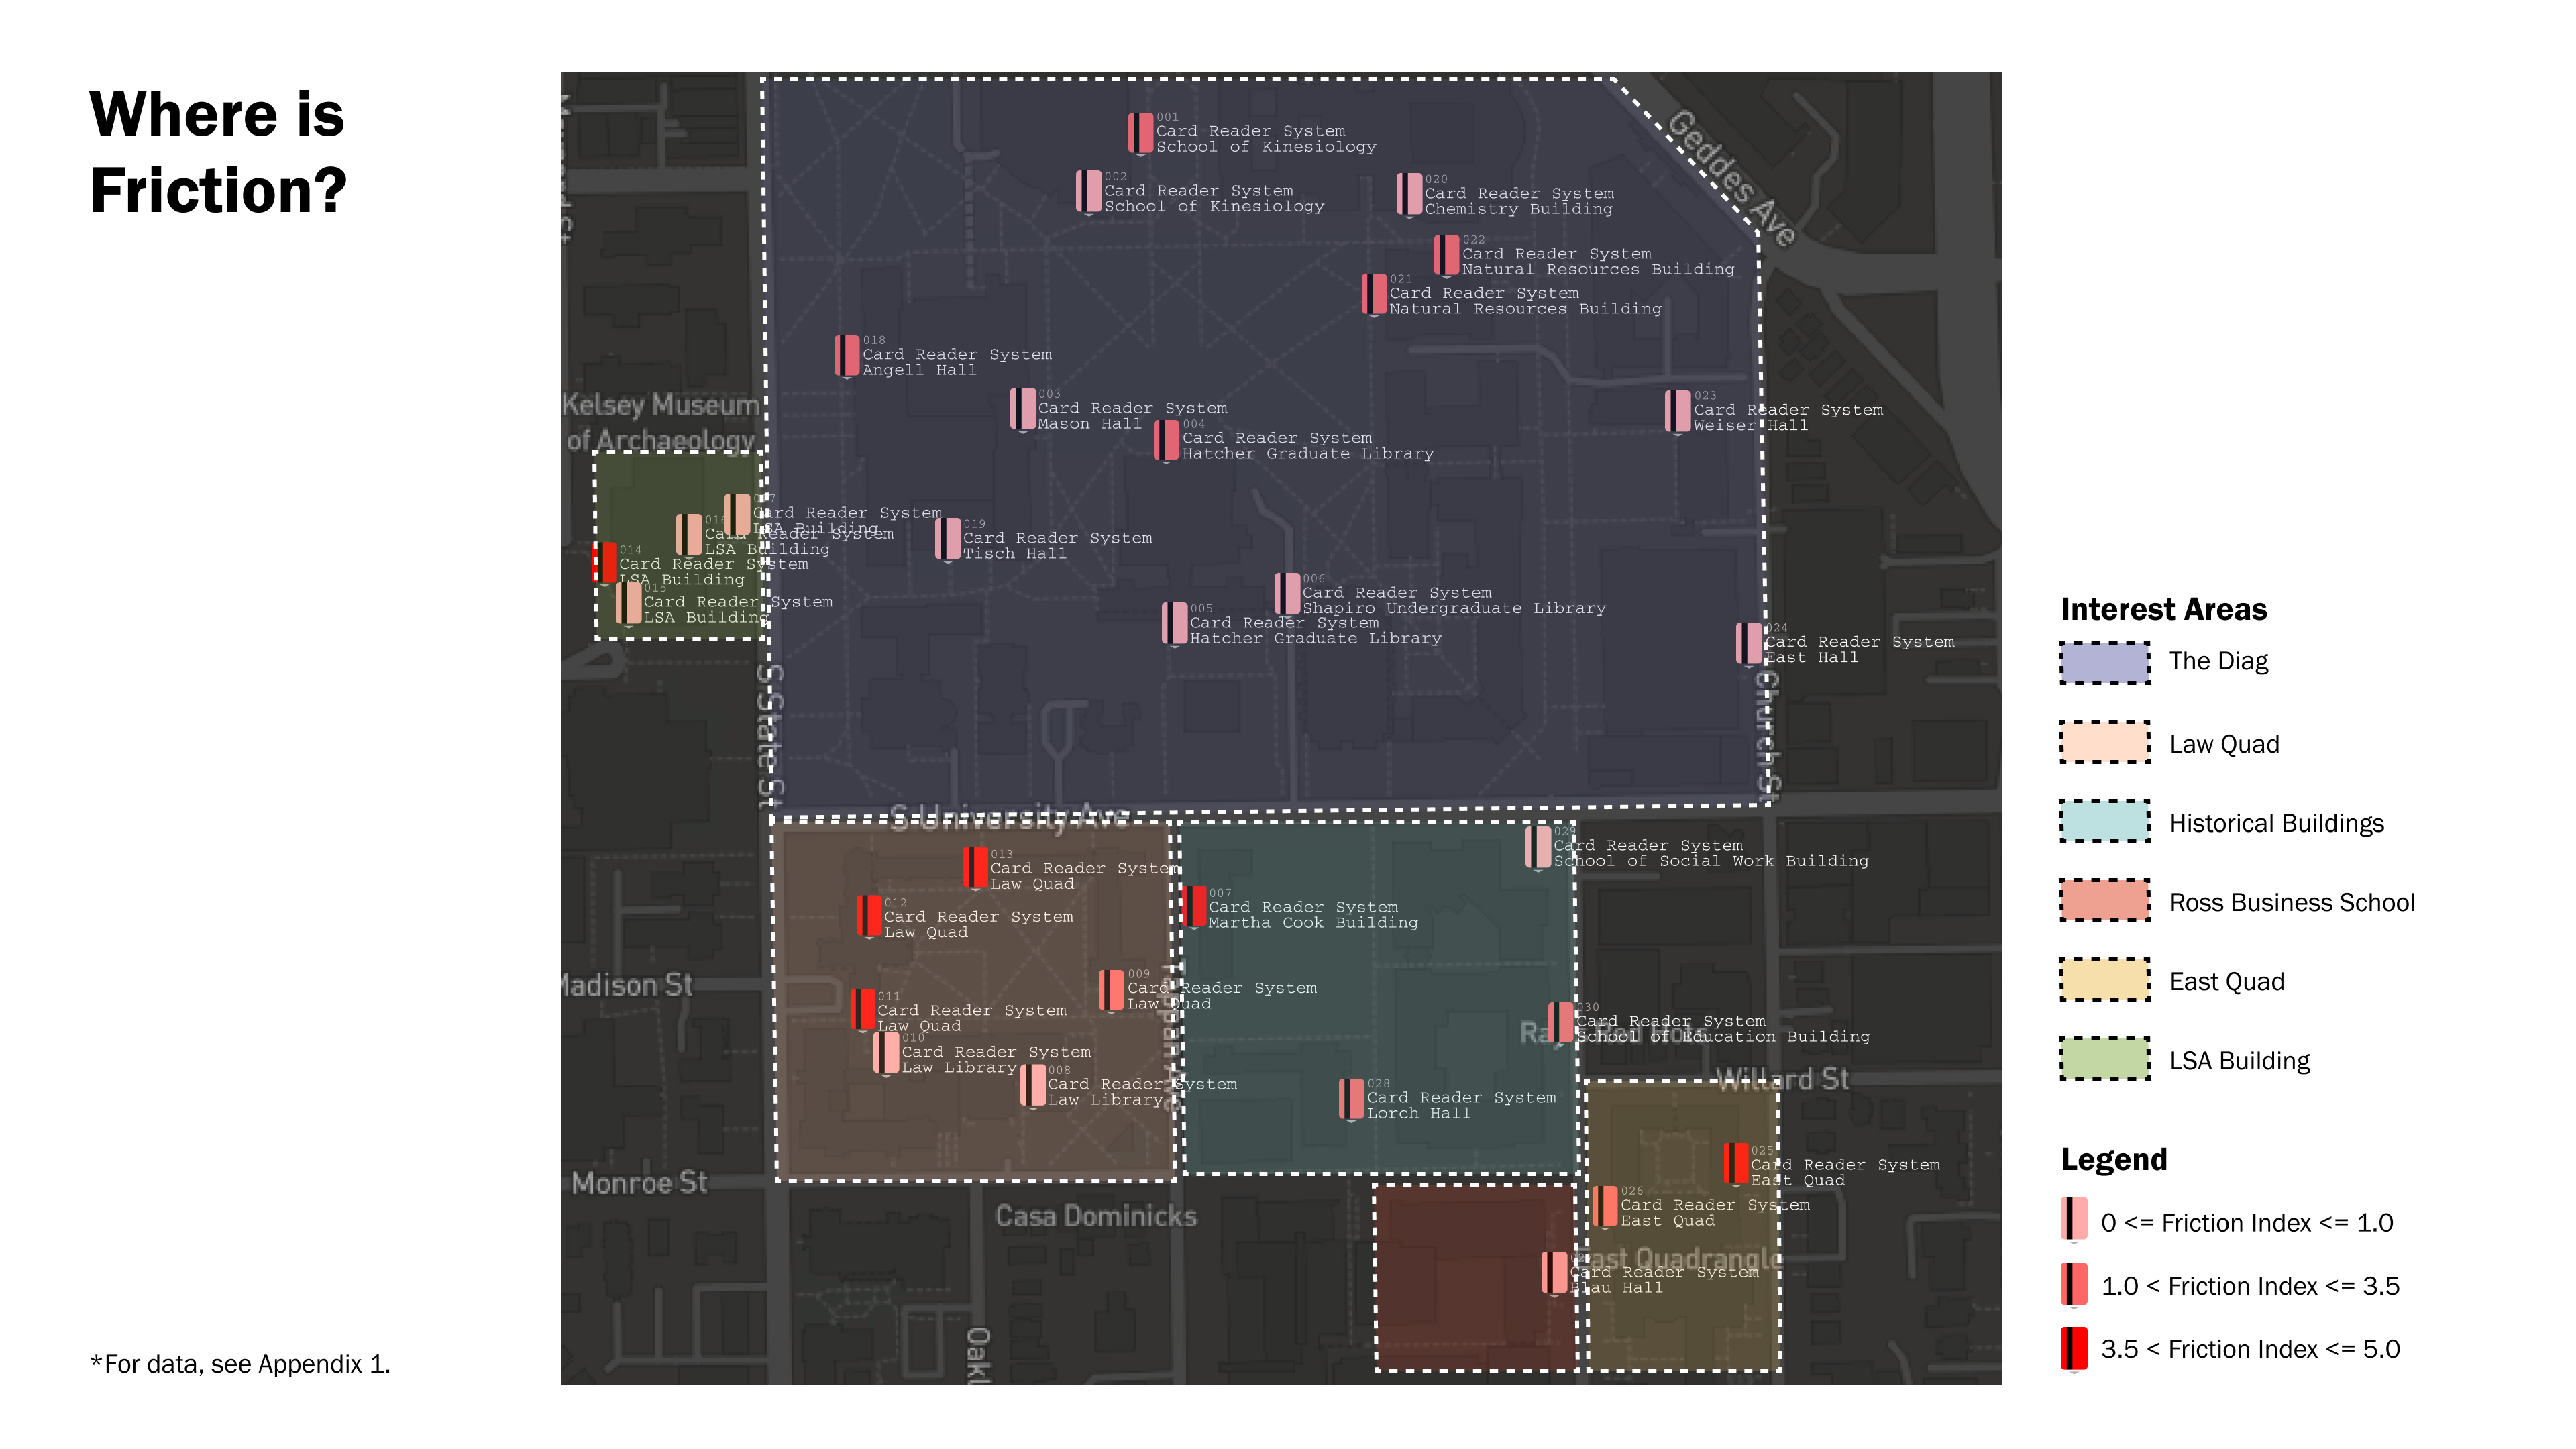 Where is
Friction?
*For data, see Appendix 1.
Geddes Ave
001
Card Reader System
School of Kinesiology
002
Card Reader System
School of Kinesiology
020
Card Reader System
Chemistry Building
022
Card Reader System
Natural Resources Building
021
Card Reader System
Natural Resources Building
018
Card Reader System
Angell Hall
003
Card Reader System
Mason Hall
004
Card Reader System
Hatcher Graduate Library
023
Card Reader System
Weiser Hall
Kelsey Museum
of Archaeology
017
Card Reader System
LSA Building
016
Card Reader System
LSA Building
014
Card Reader System
LSA Building
015
Card Reader System
LSA Building
019
Card Reader System
Tisch Hall
006
Card Reader System
Shapiro Undergraduate Library
005
Card Reader System
Hatcher Graduate Library
024
Card Reader System
East Hall
S State St
Church St
S University Ave
013
Card Reader System
Law Quad
012
Card Reader System
Law Quad
009
Card Reader System
Law Quad
011
Card Reader System
Law Quad
010
Card Reader System
Law Library
008
Card Reader System
Law Library
029
Card Reader System
School of Social Work Building
007
Card Reader System
Martha Cook Building
030
Card Reader System
School of Education Building
028
Card Reader System
Lorch Hall
Madison St
Monroe St
Willard St
Casa Dominicks
025
Card Reader System
East Quad
026
Card Reader System
East Quad
East Quadrangle
Card Reader System
Blau Hall
Interest Areas
The Diag
Law Quad
Historical Buildings
Ross Business School
East Quad
LSA Building
Legend
0 <= Friction Index <= 1.0
1.0 < Friction Index <= 3.5
3.5 < Friction Index <= 5.0